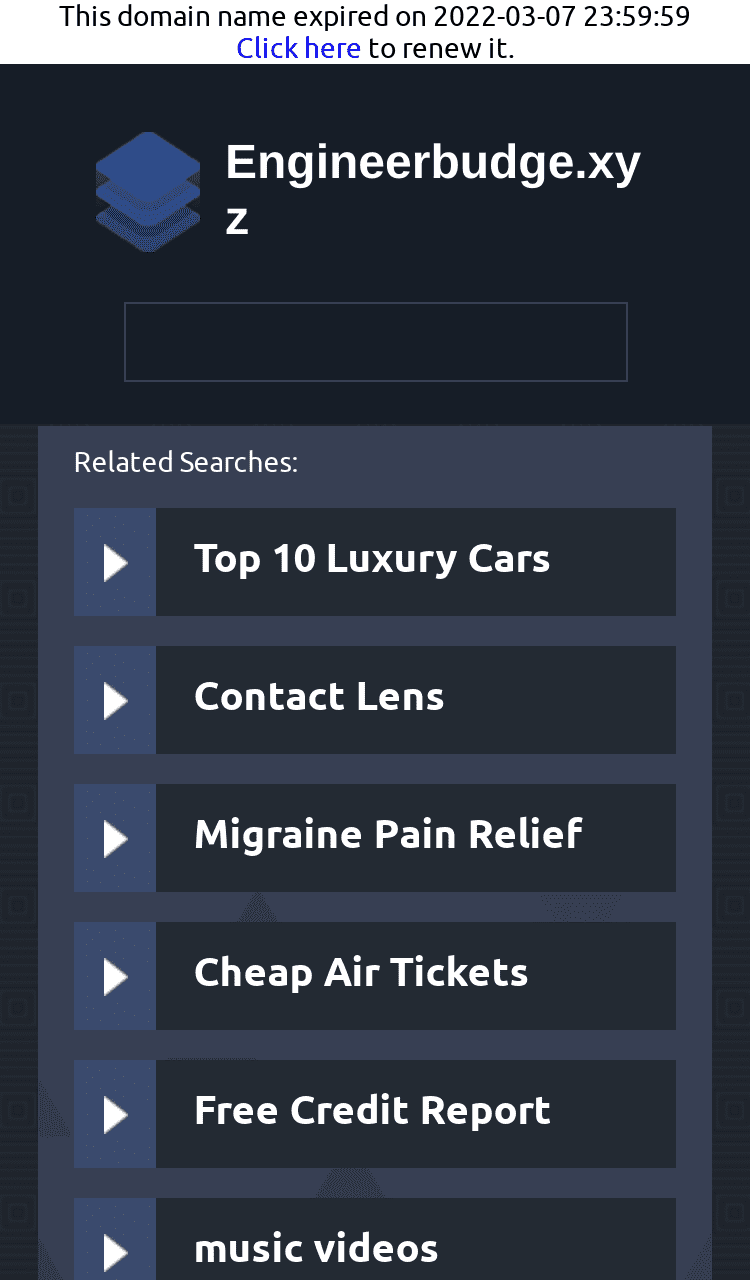 This domain name expired on 2022-03-07 23:59:59
Click here to renew it.
Engineerbudge.xy
z
Related Searches:
Top 10 Luxury Cars
Contact Lens
Migraine Pain Relief
Cheap Air Tickets
Free Credit Report
music videos